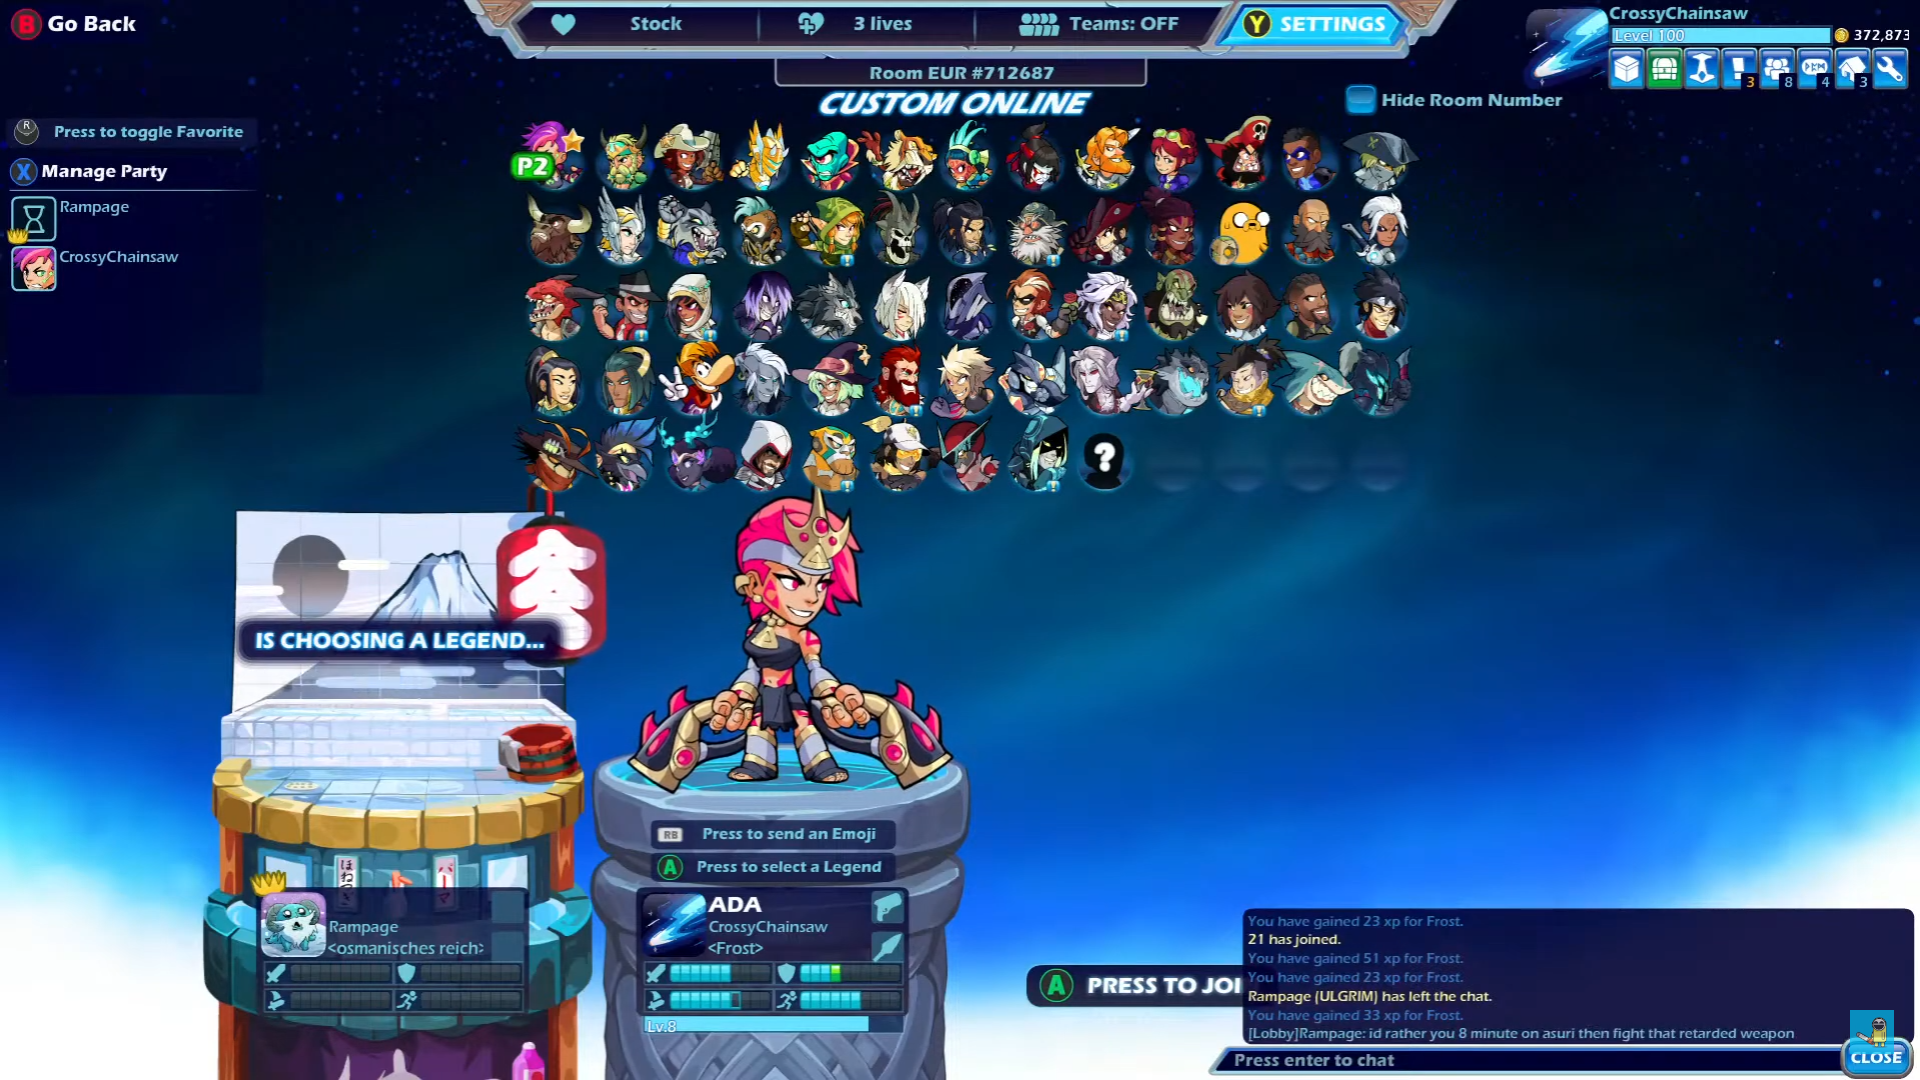 B Go Back
Stock
3 lives
Teams: OFF
Y SETTINGS
CrossyChainsaw
Level 100
372,873
3 8 4 3
Room EUR #712687
CUSTOM ONLINE
Hide Room Number
R Press to toggle Favorite
X Manage Party
Rampage
CrossyChainsaw
P2
?
IS CHOOSING A LEGEND...
RB Press to send an Emoji
A Press to select a Legend
Rampage
<osmanisches reich>
ADA
CrossyChainsaw
<Frost>
Lv.8
A PRESS TO JOI
You have gained 23 xp for Frost.
21 has joined.
You have gained 51 xp for Frost.
You have gained 23 xp for Frost.
Rampage (ULGRIM) has left the chat.
You have gained 33 xp for Frost.
[Lobby]Rampage: id rather you 8 minute on asuri then fight that retarded weapon
Press enter to chat
CLOSE